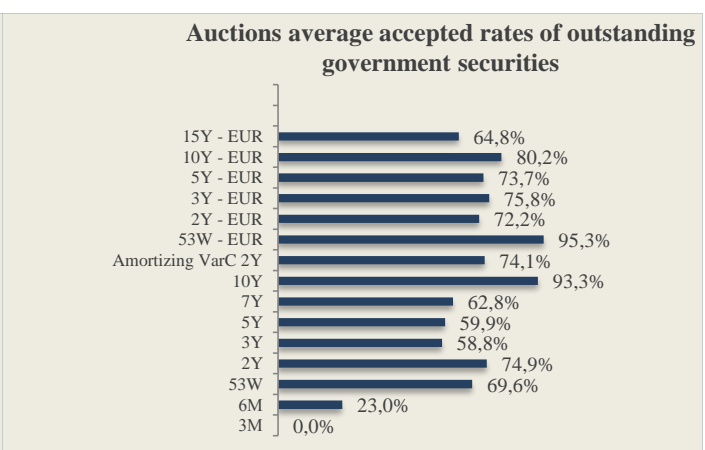 Auctions average accepted rates of outstanding
government securities
15Y - EUR 64,8%
10Y - EUR 80,2%
5Y - EUR 73,7%
3Y - EUR 75,8%
2Y - EUR 72,2%
53W - EUR 95,3%
Amortizing VarC 2Y 74,1%
10Y 93,3%
7Y 62,8%
5Y 59,9%
3Y 58,8%
2Y 74,9%
53W 69,6%
6M 23,0%
3M 0,0%